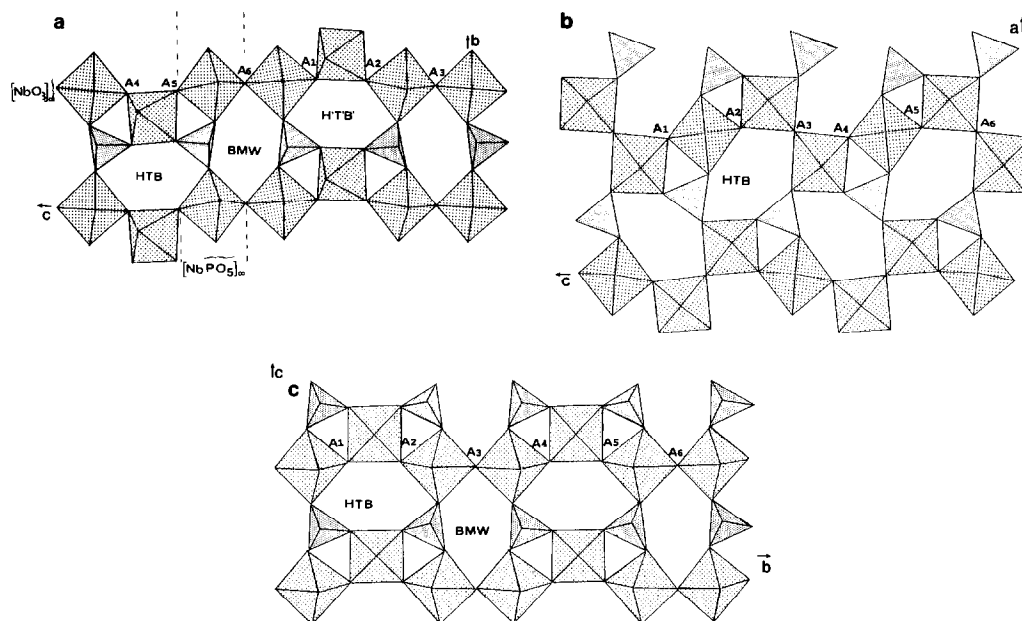 a
b
A4 A5 A6 A1 A2 A3
[NbO3]∞
H'T'B'
BMW
HTB
c
[NbPO5]∞
b
a
A1 A2 A3 A4 A5 A6
HTB
c
c
c
A1 A2 A3 A4 A5 A6
HTB
BMW
b